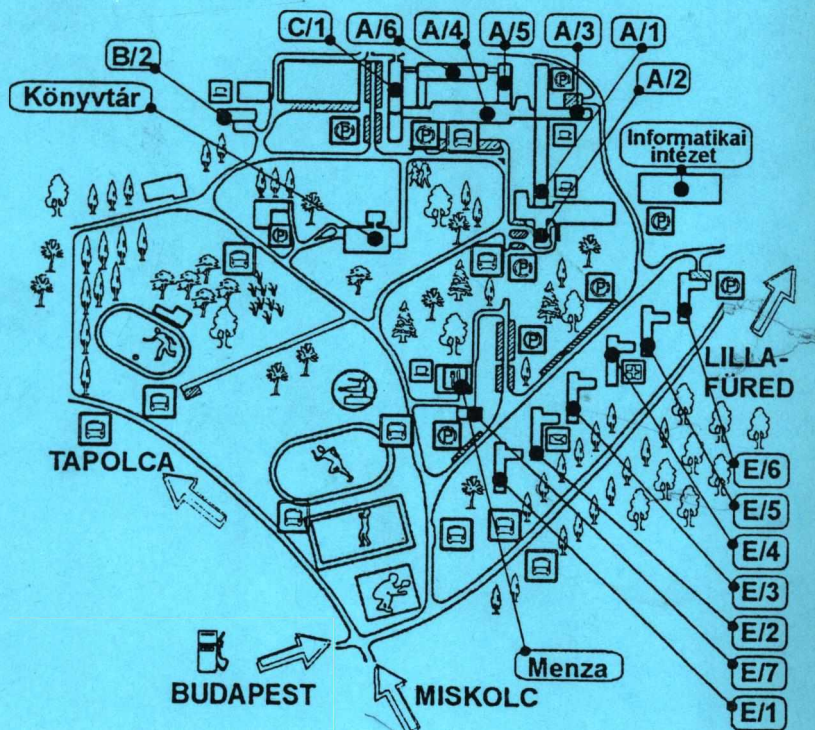 C/1
A/6
A/4
A/5
A/3
A/1
B/2
A/2
Könyvtár
Informatikai
intézet
LILLA-
FÜRED
TAPOLCA
E/6
E/5
E/4
E/3
E/2
E/7
E/1
Menza
BUDAPEST
MISKOLC
P
P
P
P
P
P
P
P
P
P
P